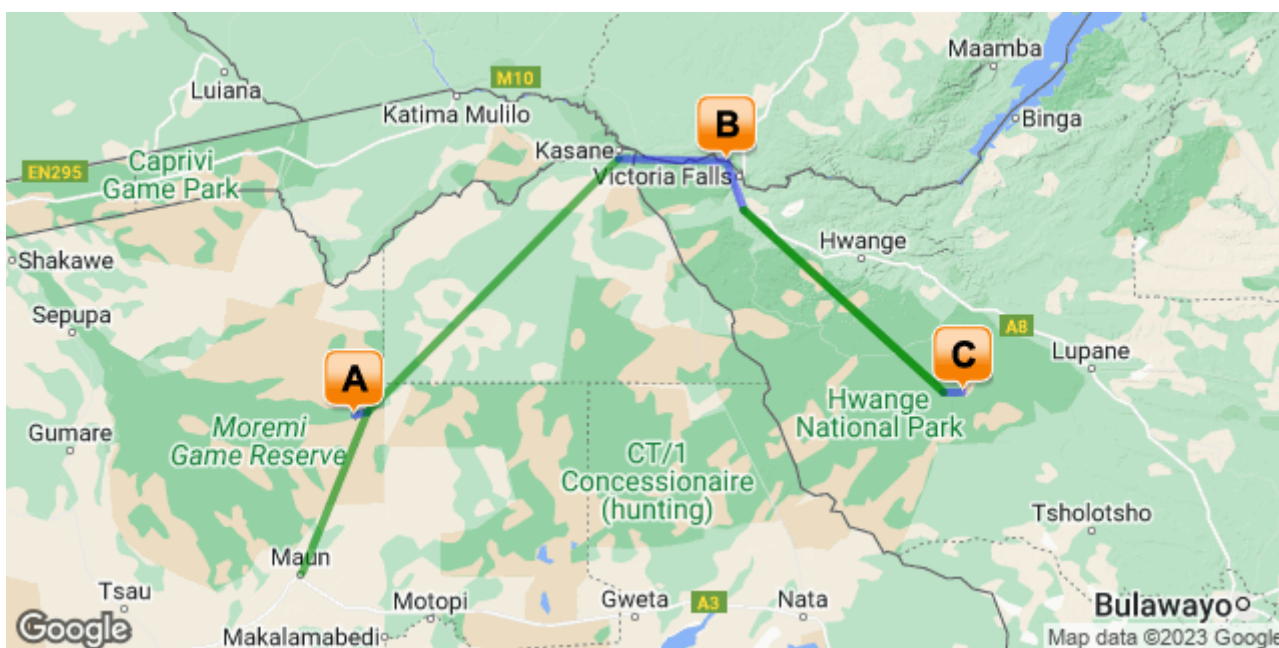 Maamba
Luiana
M10
Katima Mulilo
B
Binga
Kasane
EN295
Caprivi
Game Park
Victoria Falls
Hwange
Shakawe
Sepupa
A8
Lupane
A
C
Hwange
National Park
Moremi
Game Reserve
Gumare
CT/1
Concessionaire
(hunting)
Tsholotsho
Maun
Tsau
Motopi
Gweta
A3
Nata
Bulawayo
Google
Makalamabedi
Map data ©2023 Google